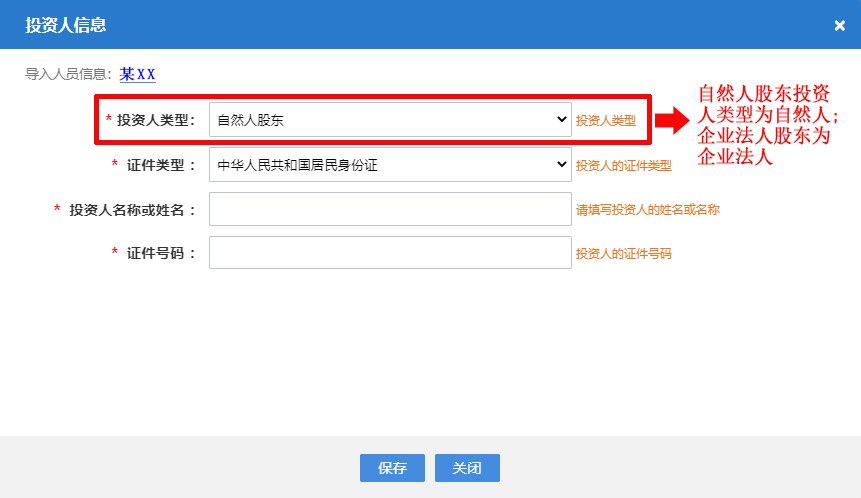 投资人信息
×
导入人员信息：某XX
* 投资人类型： 自然人股东 投资人类型
自然人股东投资
人类型为自然人；
企业法人股东为
企业法人
* 证件类型： 中华人民共和国居民身份证 投资人的证件类型
* 投资人名称或姓名： 请填写投资人的姓名或名称
* 证件号码： 投资人的证件号码
保存 关闭